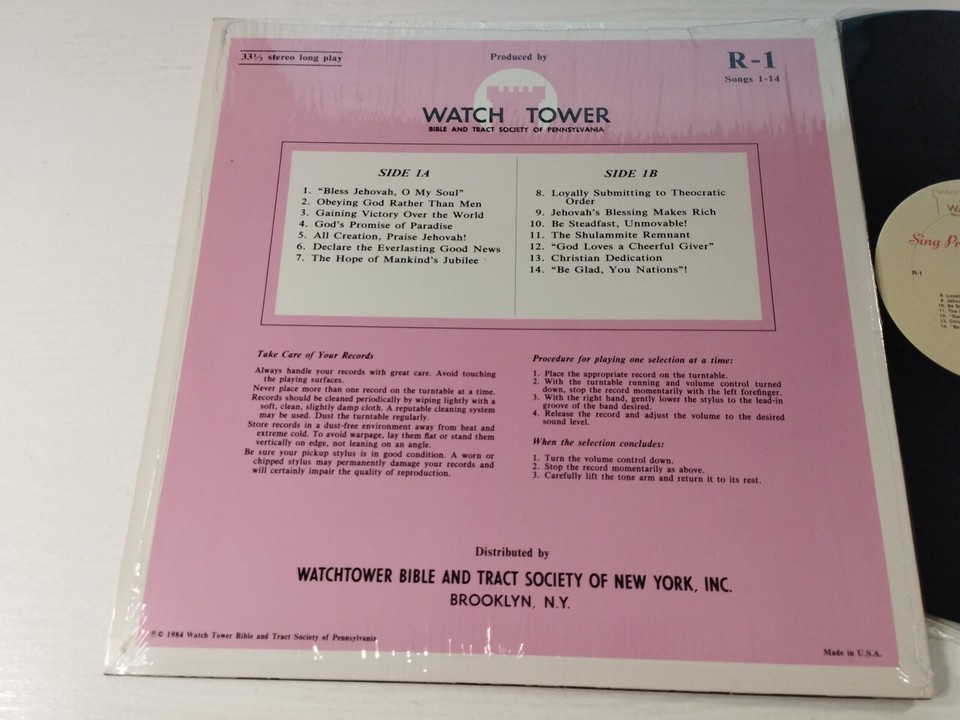 33⅓ stereo long play
Produced by
R-1
Songs 1-14
WATCH TOWER
BIBLE AND TRACT SOCIETY OF PENNSYLVANIA
SIDE 1A
1. "Bless Jehovah, O My Soul"
2. Obeying God Rather Than Men
3. Gaining Victory Over the World
4. God's Promise of Paradise
5. All Creation, Praise Jehovah!
6. Declare the Everlasting Good News
7. The Hope of Mankind's Jubilee
SIDE 1B
8. Loyally Submitting to Theocratic
Order
9. Jehovah's Blessing Makes Rich
10. Be Steadfast, Unmovable!
11. The Shulammite Remnant
12. "God Loves a Cheerful Giver"
13. Christian Dedication
14. "Be Glad, You Nations"!
Take Care of Your Records
Always handle your records with great care. Avoid touching
the playing surfaces.
Never place more than one record on the turntable at a time.
Records should be cleaned periodically by wiping lightly with a
soft, clean, slightly damp cloth. A reputable cleaning system
may be used. Dust the turntable regularly.
Store records in a dust-free environment away from heat and
extreme cold. To avoid warpage, lay them flat or stand them
vertically on edge, not leaning on an angle.
Be sure your pickup stylus is in good condition. A worn or
chipped stylus may permanently damage your records and
will certainly impair the quality of reproduction.
Procedure for playing one selection at a time:
1. Place the appropriate record on the turntable.
2. With the turntable running and volume control turned
down, stop the record momentarily with the left forefinger.
3. With the right hand, gently lower the stylus to the lead-in
groove of the band desired.
4. Release the record and adjust the volume to the desired
sound level.
When the selection concludes:
1. Turn the volume control down.
2. Stop the record momentarily as above.
3. Carefully lift the tone arm and return it to its rest.
Distributed by
WATCHTOWER BIBLE AND TRACT SOCIETY OF NEW YORK, INC.
BROOKLYN, N.Y.
℗© 1984 Watch Tower Bible and Tract Society of Pennsylvania
Made in U.S.A.
Sing
R-1